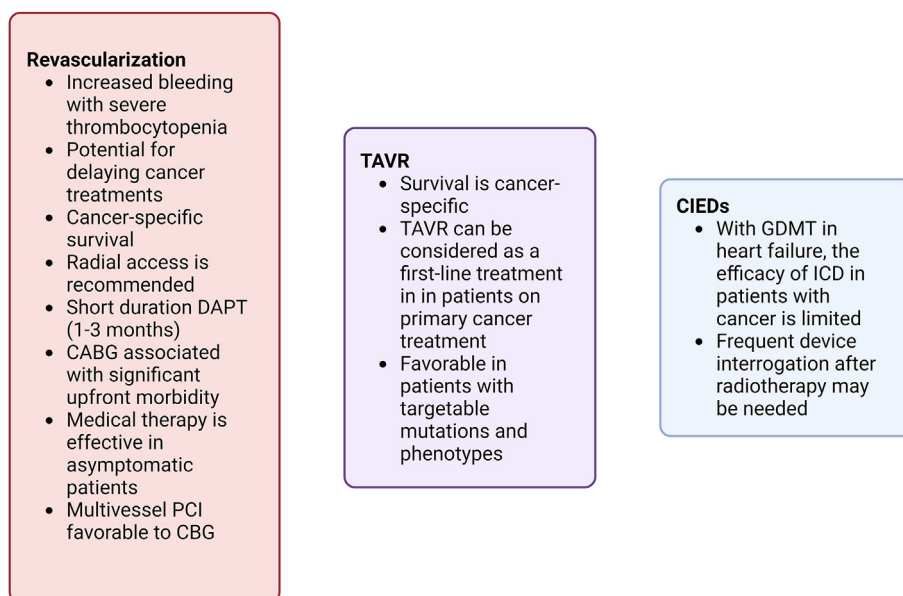 Revascularization
• Increased bleeding
with severe
thrombocytopenia
• Potential for
delaying cancer
treatments
• Cancer-specific
survival
• Radial access is
recommended
• Short duration DAPT
(1-3 months)
• CABG associated
with significant
upfront morbidity
• Medical therapy is
effective in
asymptomatic
patients
• Multivessel PCI
favorable to CBG
TAVR
• Survival is cancer-
specific
• TAVR can be
considered as a
first-line treatment
in in patients on
primary cancer
treatment
• Favorable in
patients with
targetable
mutations and
phenotypes
CIEDs
• With GDMT in
heart failure, the
efficacy of ICD in
patients with
cancer is limited
• Frequent device
interrogation after
radiotherapy may
be needed